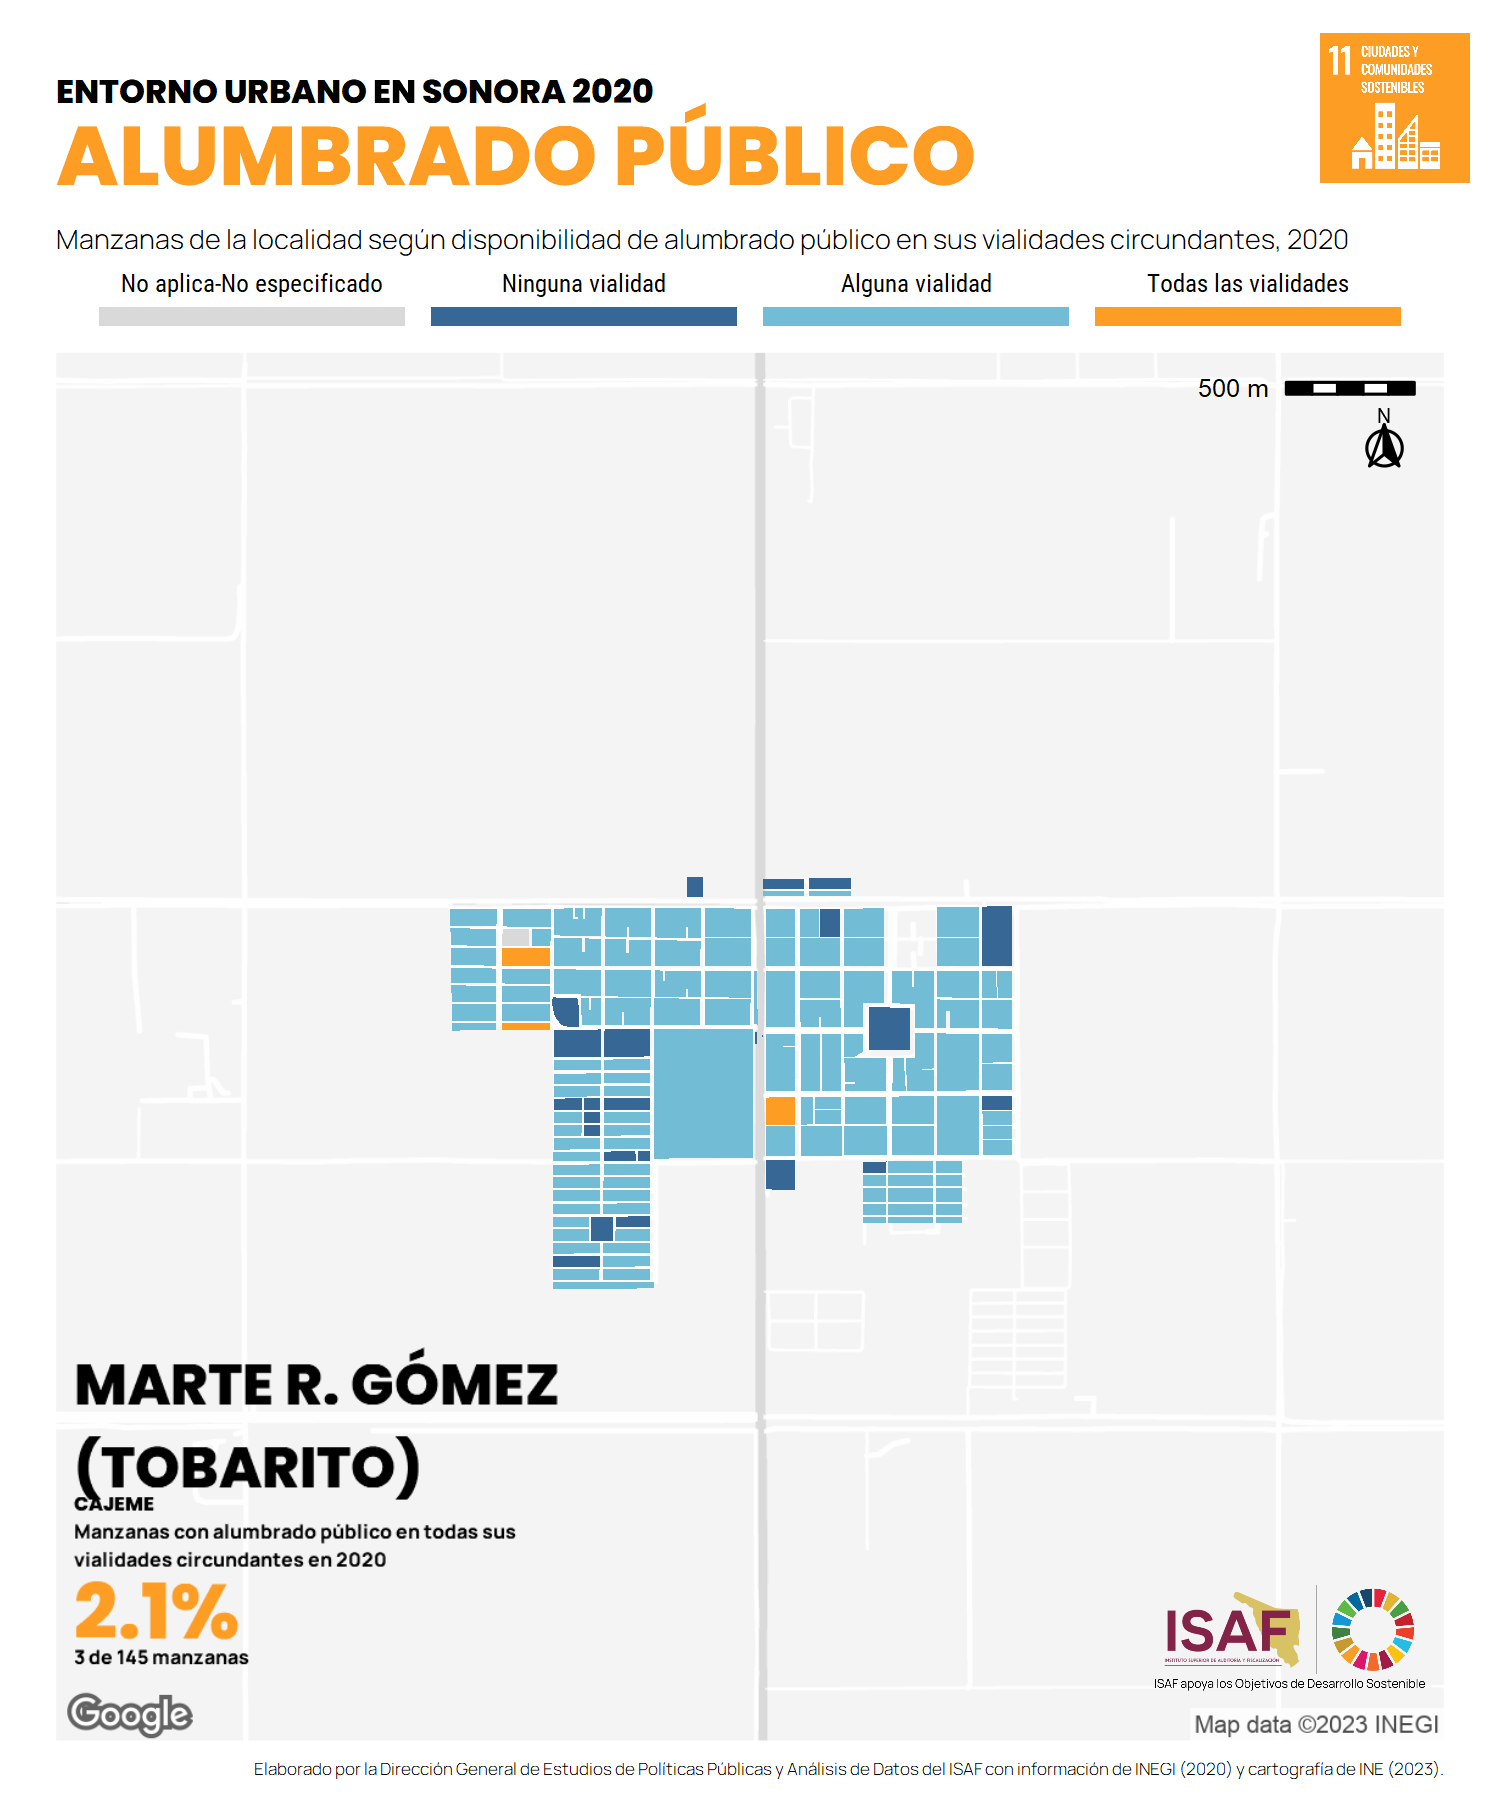 ENTORNO URBANO EN SONORA 2020
ALUMBRADO PÚBLICO
11 CIUDADES Y
COMUNIDADES
SOSTENIBLES
Manzanas de la localidad según disponibilidad de alumbrado público en sus vialidades circundantes, 2020
No aplica-No especificado
Ninguna vialidad
Alguna vialidad
Todas las vialidades
500 m
N
MARTE R. GÓMEZ
(TOBARITO)
CAJEME
Manzanas con alumbrado público en todas sus
vialidades circundantes en 2020
2.1%
3 de 145 manzanas
Google
ISAF
INSTITUTO SUPERIOR DE AUDITORÍA Y FISCALIZACIÓN
ISAF apoya los Objetivos de Desarrollo Sostenible
Map data ©2023 INEGI
Elaborado por la Dirección General de Estudios de Políticas Públicas y Análisis de Datos del ISAF con información de INEGI (2020) y cartografía de INE (2023).